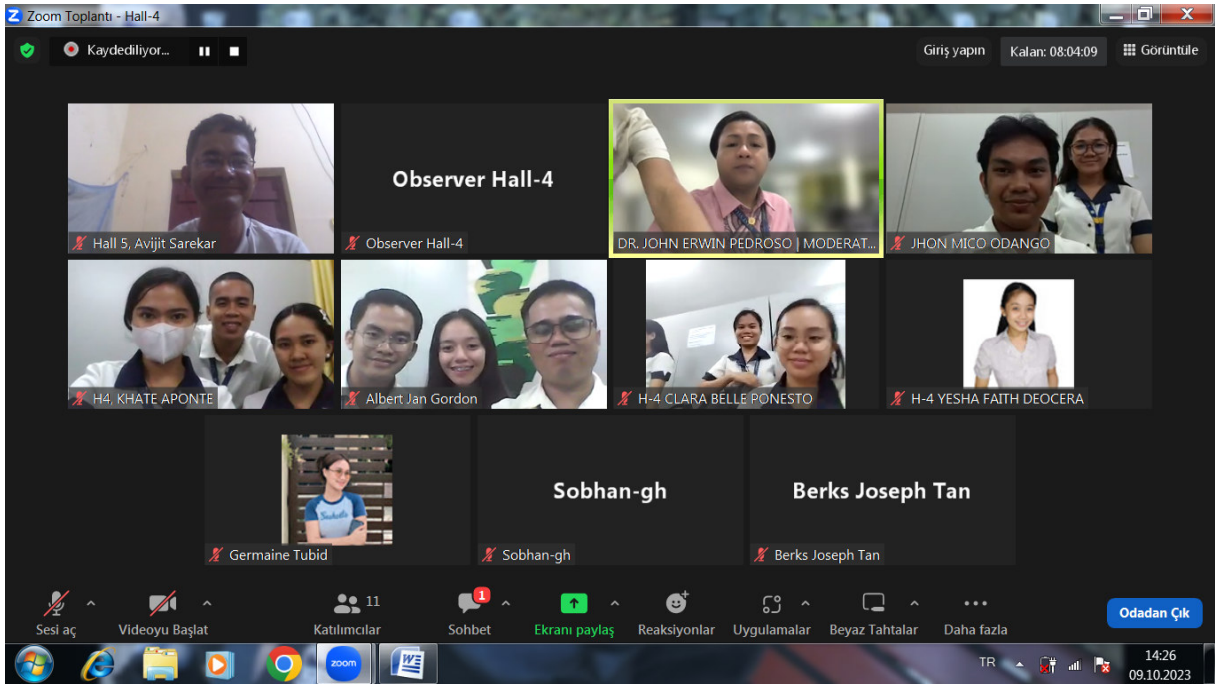 Zoom Toplantı - Hall-4
Kaydediliyor...
Giriş yapın
Kalan: 08:04:09
Görüntüle
Hall 5, Avijit Sarekar
Observer Hall-4
Observer Hall-4
DR. JOHN ERWIN PEDROSO | MODERAT...
JHON MICO ODANGO
H4, KHATE APONTE
Albert Jan Gordon
H-4 CLARA BELLE PONESTO
H-4 YESHA FAITH DEOCERA
Germaine Tubid
Sobhan-gh
Sobhan-gh
Berks Joseph Tan
Berks Joseph Tan
Sesi aç
Videoyu Başlat
11
Katılımcılar
1
Sohbet
Ekranı paylaş
Reaksiyonlar
Uygulamalar
Beyaz Tahtalar
Daha fazla
Odadan Çık
zoom
TR
14:26
09.10.2023